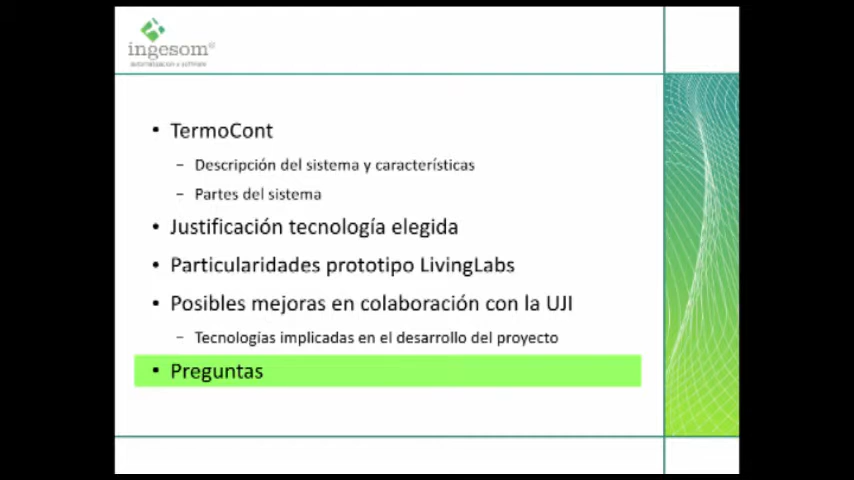 ingesom®
automatización y software
• TermoCont
– Descripción del sistema y características
– Partes del sistema
• Justificación tecnología elegida
• Particularidades prototipo LivingLabs
• Posibles mejoras en colaboración con la UJI
– Tecnologías implicadas en el desarrollo del proyecto
• Preguntas